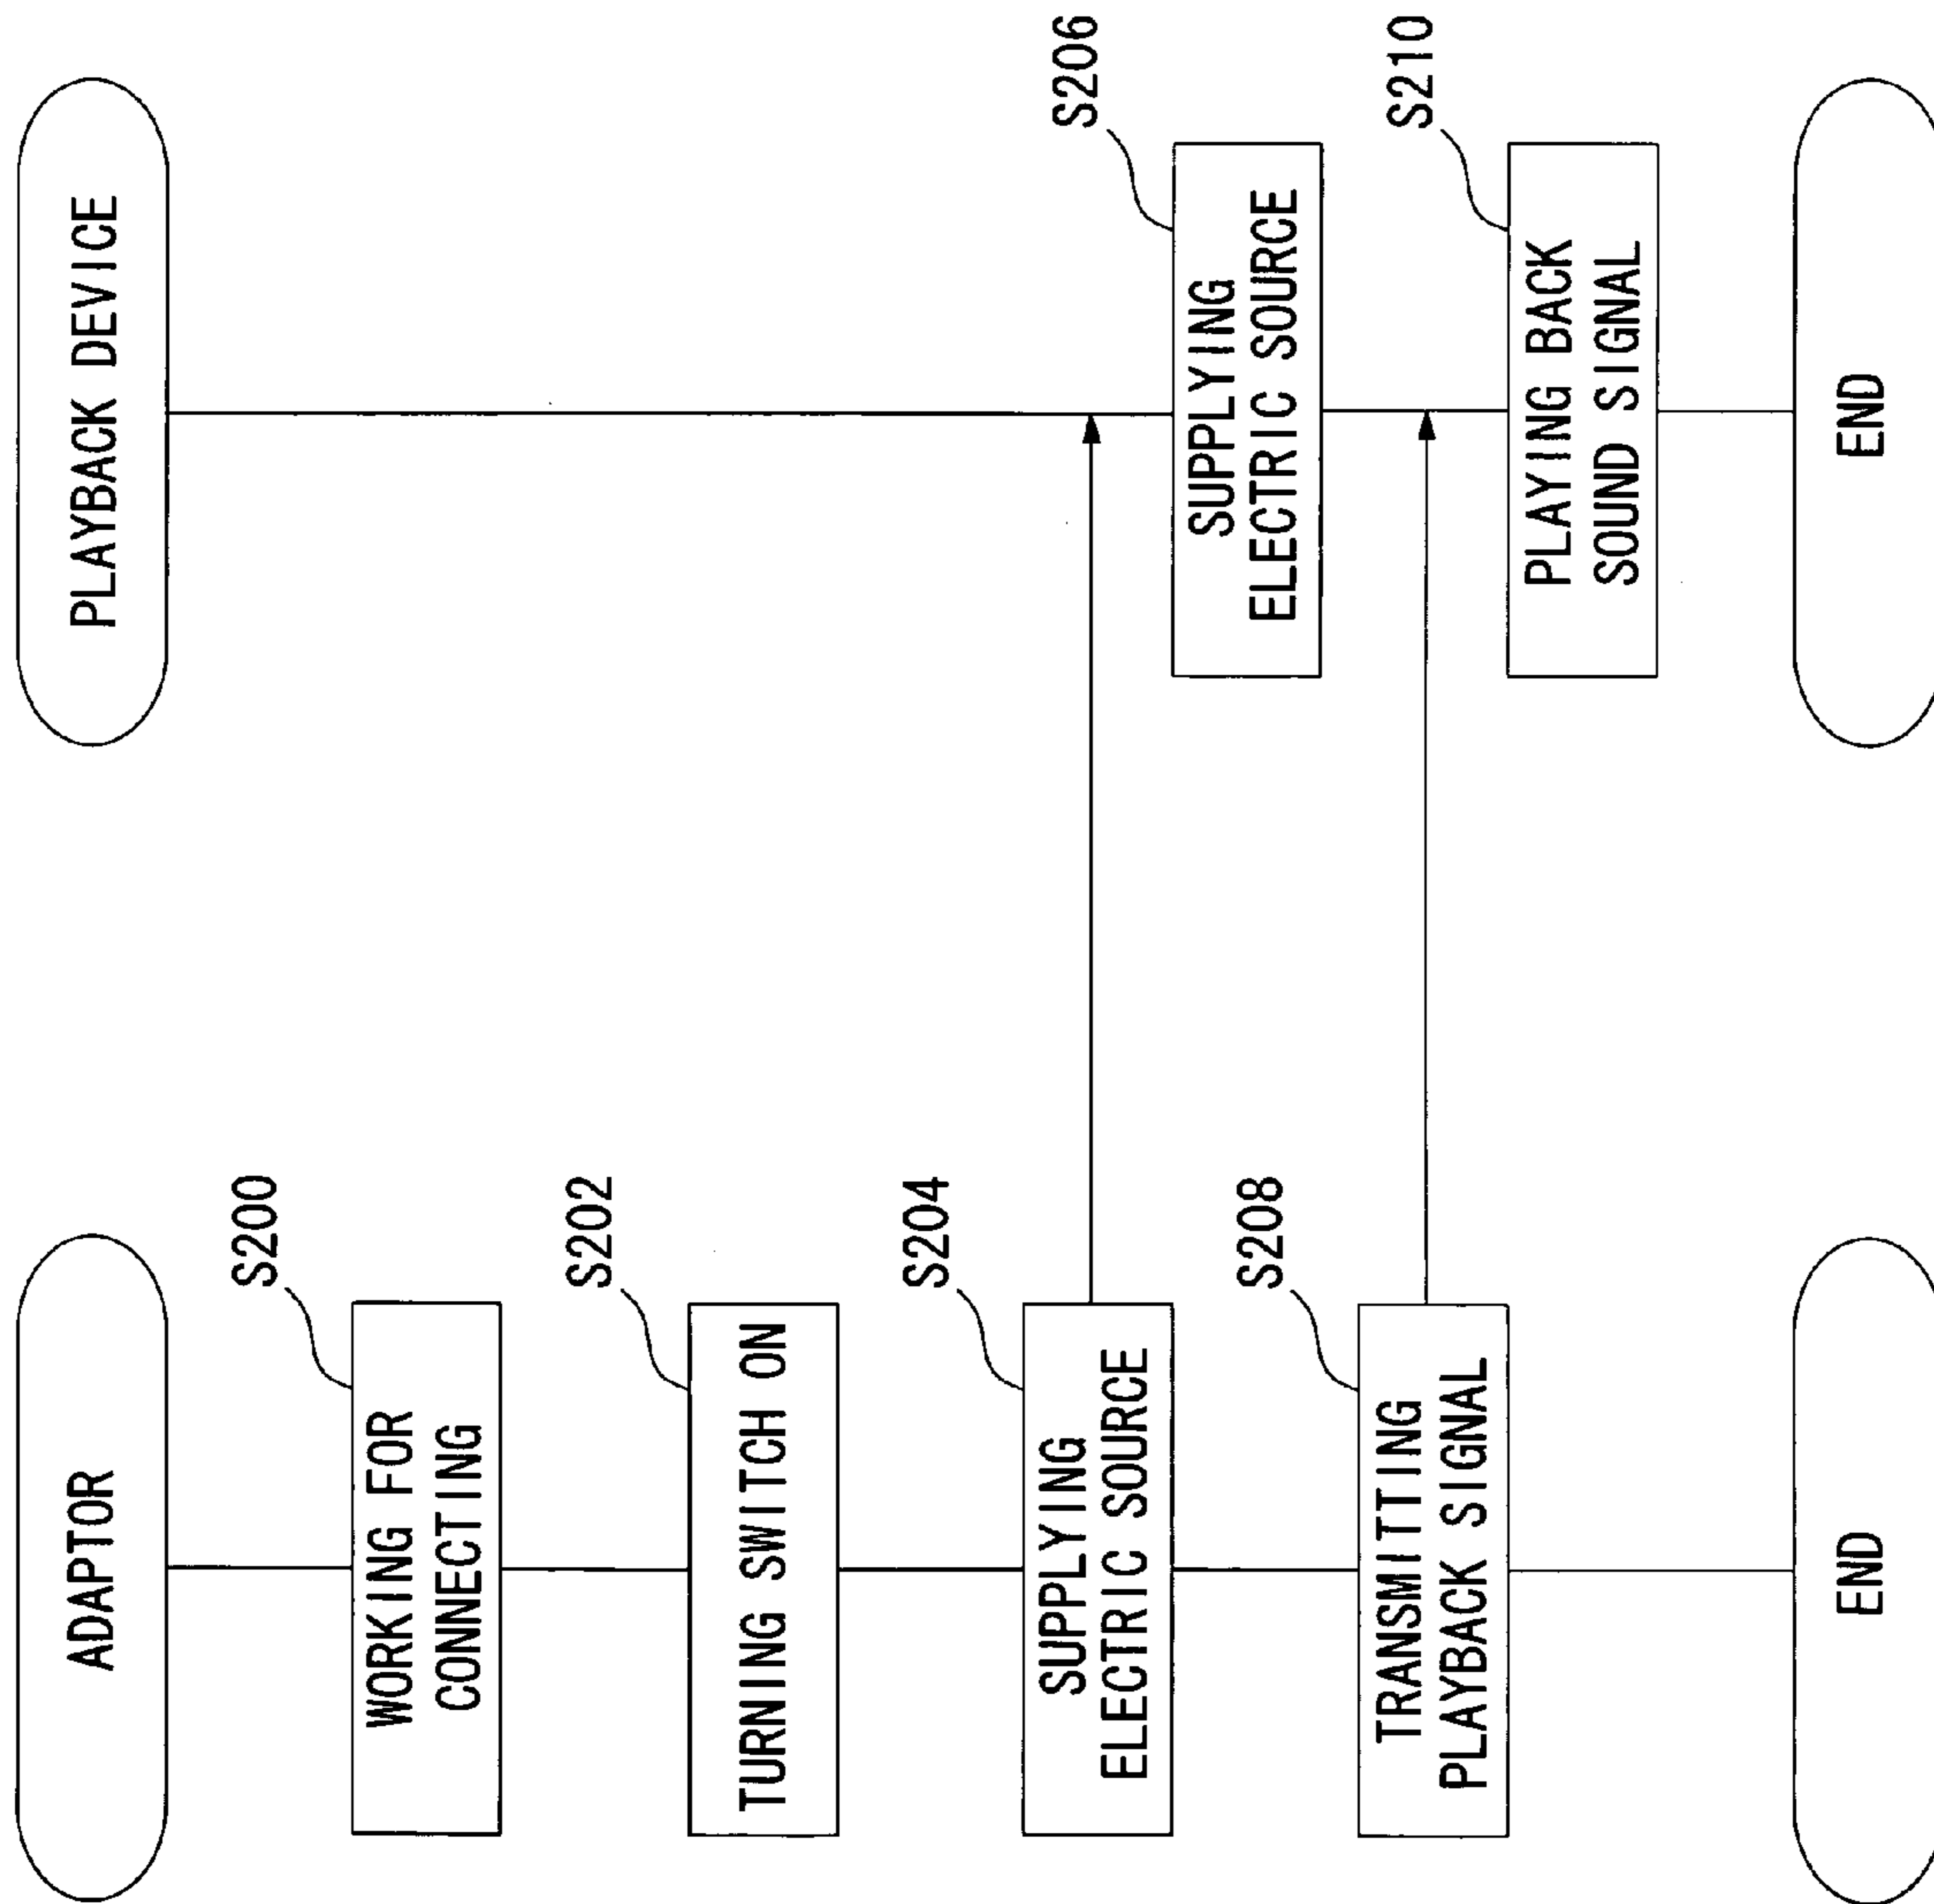 ADAPTOR
S200
WORKING FOR
CONNECTING
S202
TURNING SWITCH ON
S204
SUPPLYING
ELECTRIC SOURCE
S208
TRANSMITTING
PLAYBACK SIGNAL
END
PLAYBACK DEVICE
S206
SUPPLYING
ELECTRIC SOURCE
S210
PLAYING BACK
SOUND SIGNAL
END